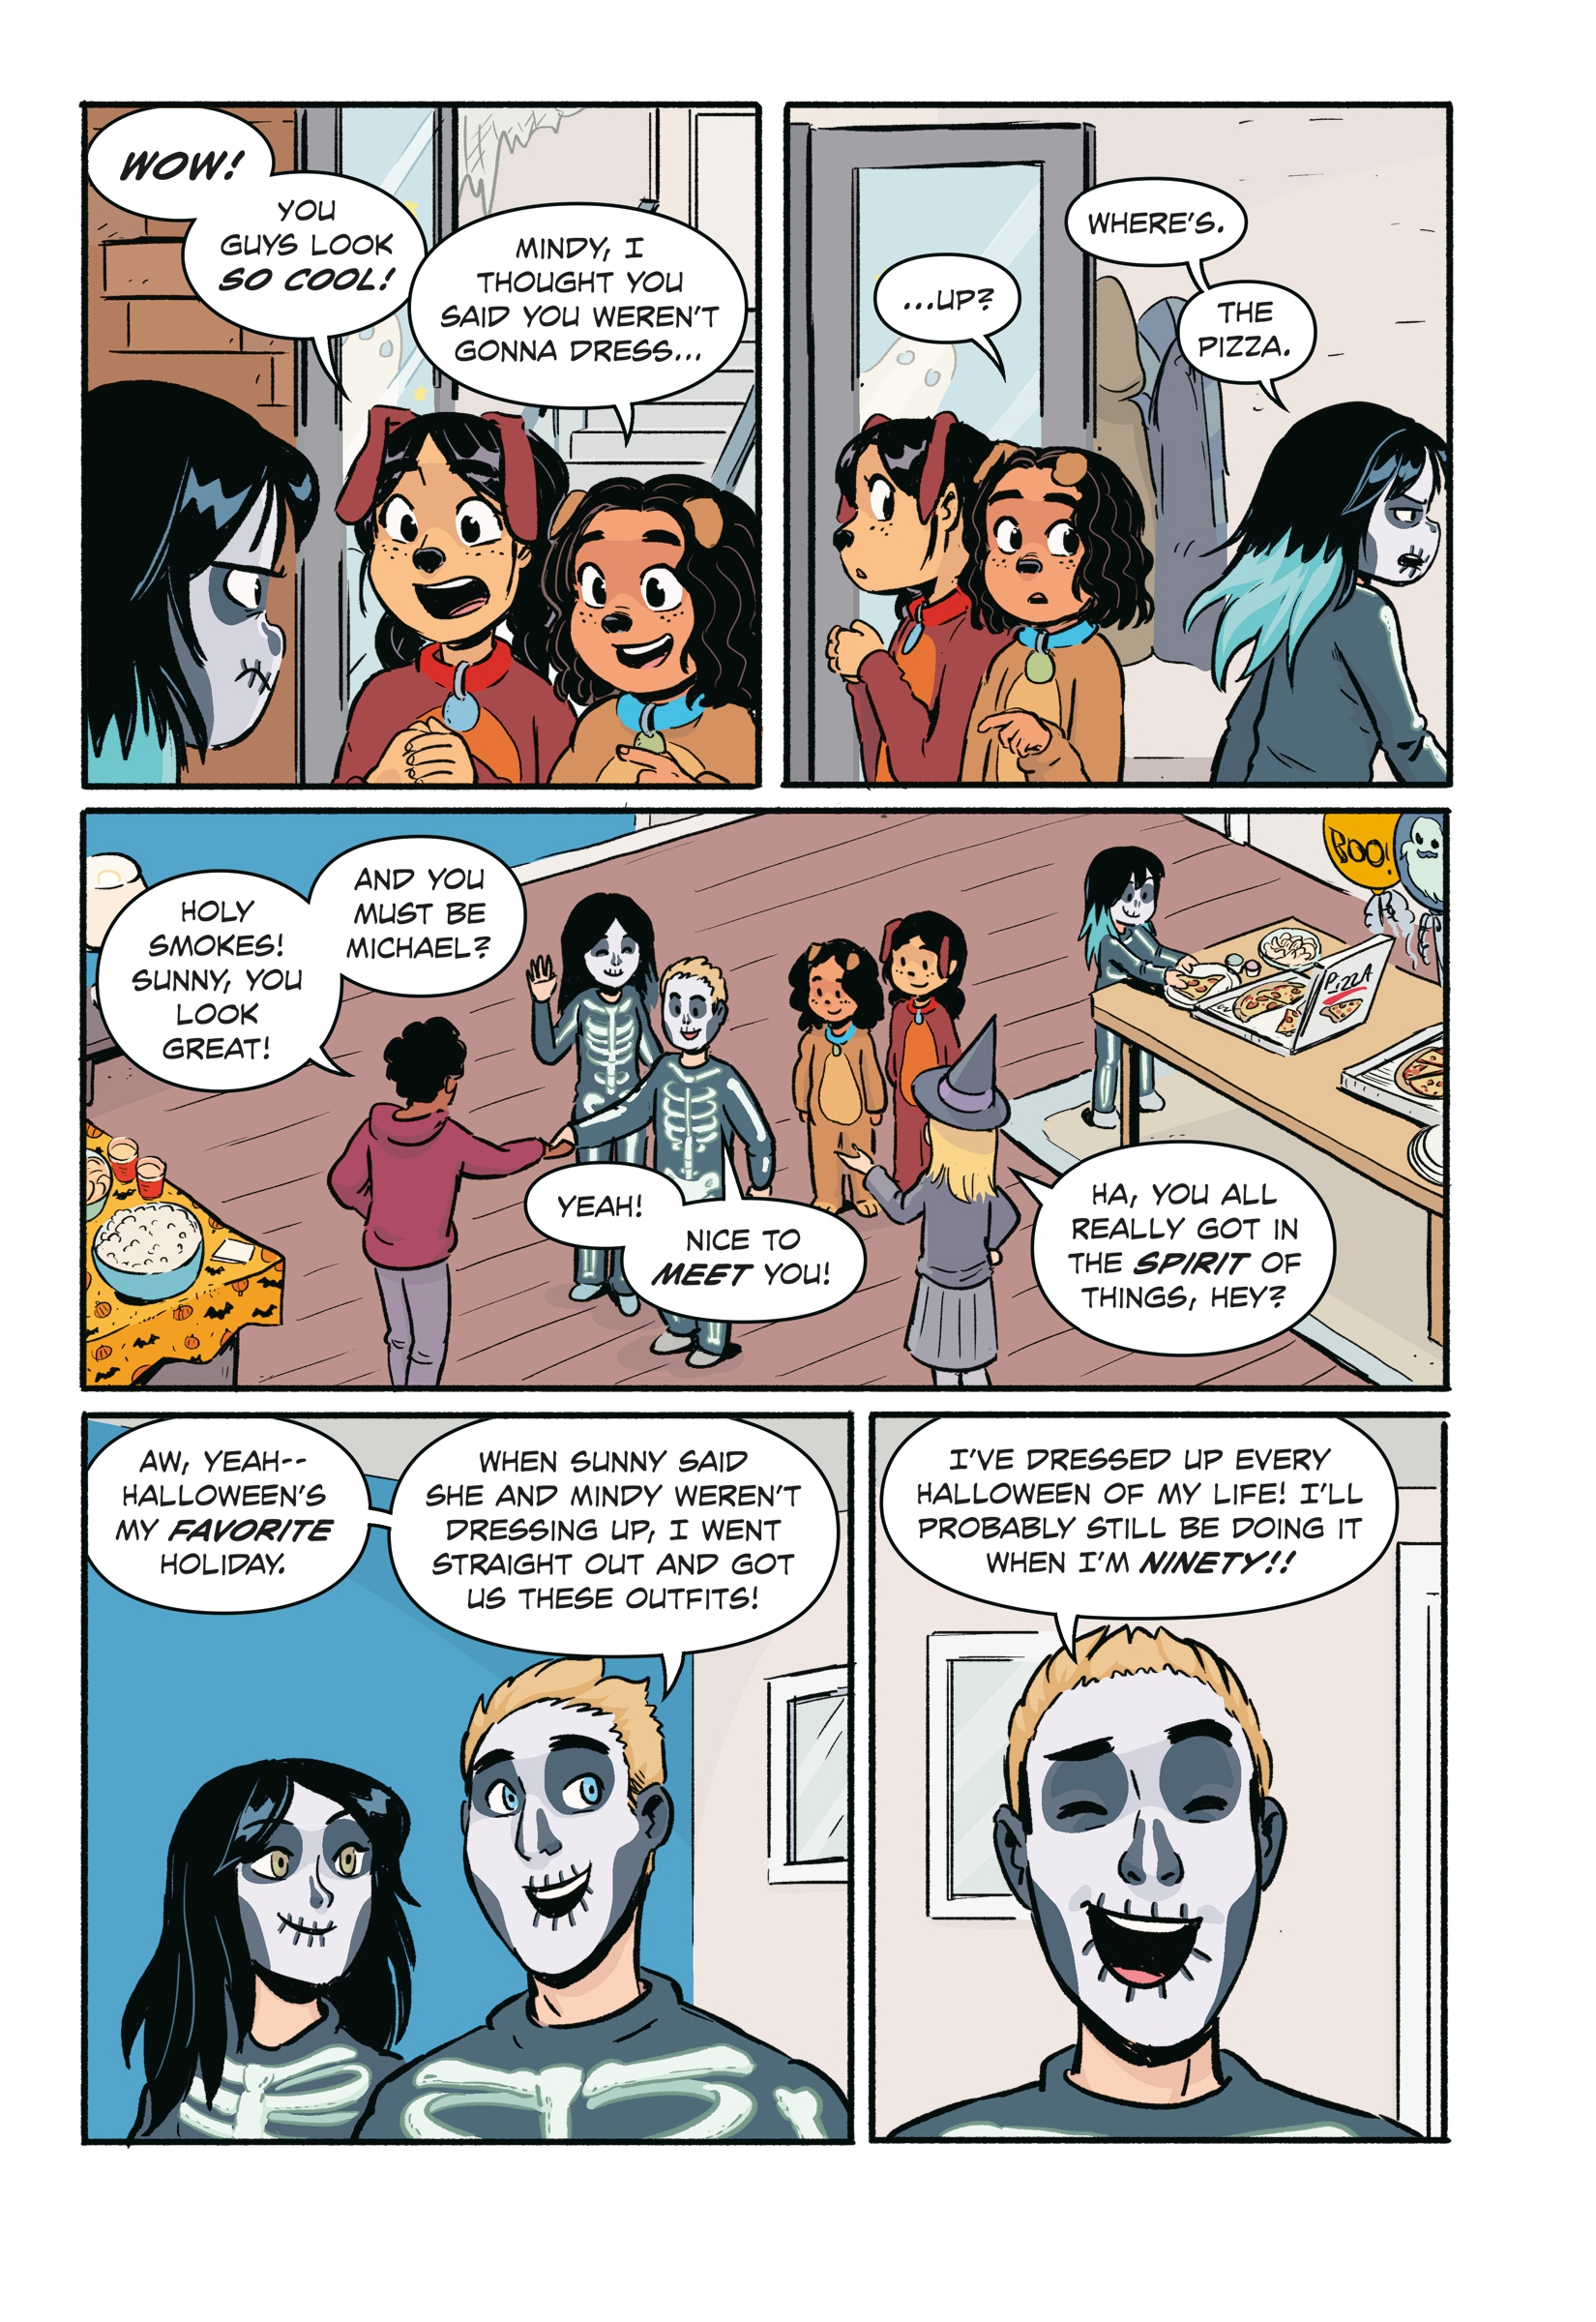 WOW!
YOU
GUYS LOOK
SO COOL!
MINDY, I
THOUGHT YOU
SAID YOU WEREN'T
GONNA DRESS...
...UP?
WHERE'S.
THE
PIZZA.
HOLY
SMOKES!
SUNNY, YOU
LOOK
GREAT!
AND YOU
MUST BE
MICHAEL?
BOO!
PIZZA
YEAH!
NICE TO
MEET YOU!
HA, YOU ALL
REALLY GOT IN
THE SPIRIT OF
THINGS, HEY?
AW, YEAH--
HALLOWEEN'S
MY FAVORITE
HOLIDAY.
WHEN SUNNY SAID
SHE AND MINDY WEREN'T
DRESSING UP, I WENT
STRAIGHT OUT AND GOT
US THESE OUTFITS!
I'VE DRESSED UP EVERY
HALLOWEEN OF MY LIFE! I'LL
PROBABLY STILL BE DOING IT
WHEN I'M NINETY!!